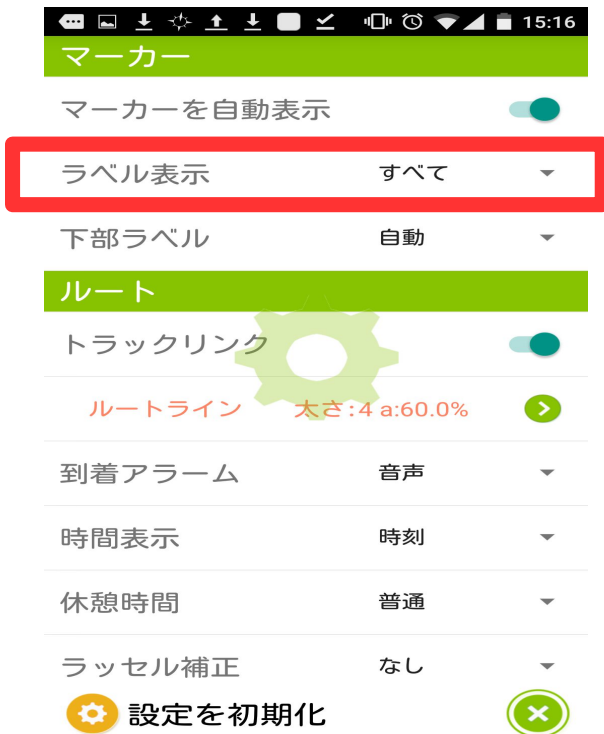 15:16
マーカー
マーカーを自動表示
ラベル表示 すべて
下部ラベル 自動
ルート
トラックリンク
ルートライン 太さ:4 a:60.0%
到着アラーム 音声
時間表示 時刻
休憩時間 普通
ラッセル補正 なし
設定を初期化